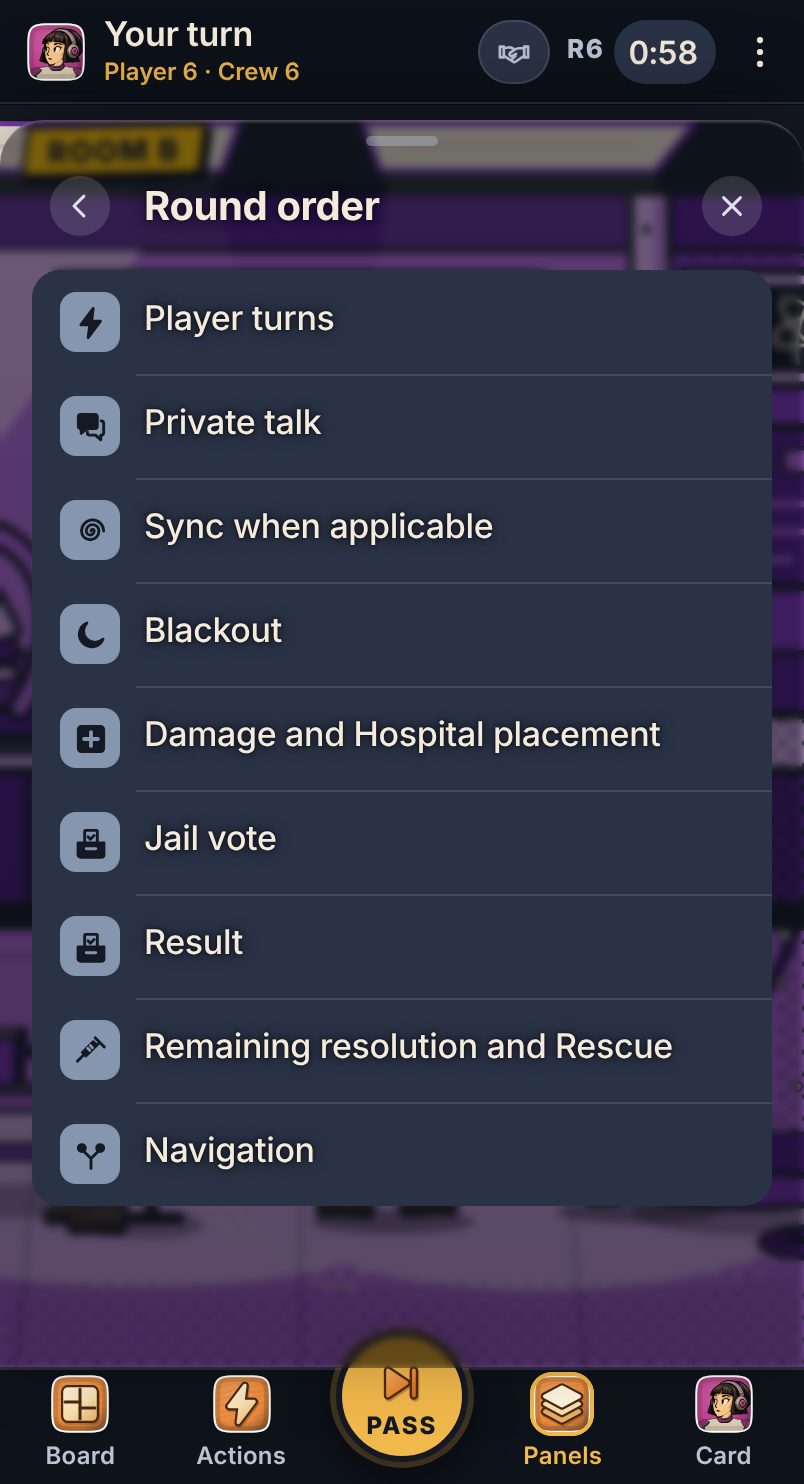 Your turn
Player 6 · Crew 6
R6
0:58
ROOM B
Round order
Player turns
Private talk
Sync when applicable
Blackout
Damage and Hospital placement
Jail vote
Result
Remaining resolution and Rescue
Navigation
PASS
Board
Actions
Panels
Card